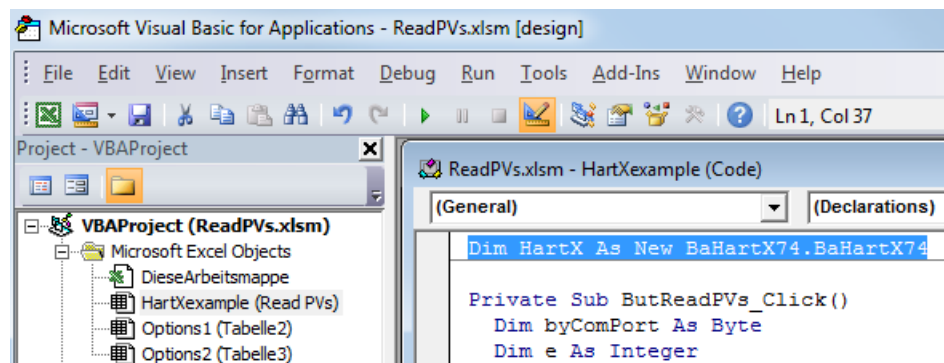 Microsoft Visual Basic for Applications - ReadPVs.xlsm [design]
File Edit View Insert Format Debug Run Tools Add-Ins Window Help
Ln 1, Col 37
Project - VBAProject
ReadPVs.xlsm - HartXexample (Code)
(General) (Declarations)
VBAProject (ReadPVs.xlsm)
Microsoft Excel Objects
DieseArbeitsmappe
HartXexample (Read PVs)
Options1 (Tabelle2)
Options2 (Tabelle3)
Dim HartX As New BaHartX74.BaHartX74
Private Sub ButReadPVs_Click()
Dim byComPort As Byte
Dim e As Integer